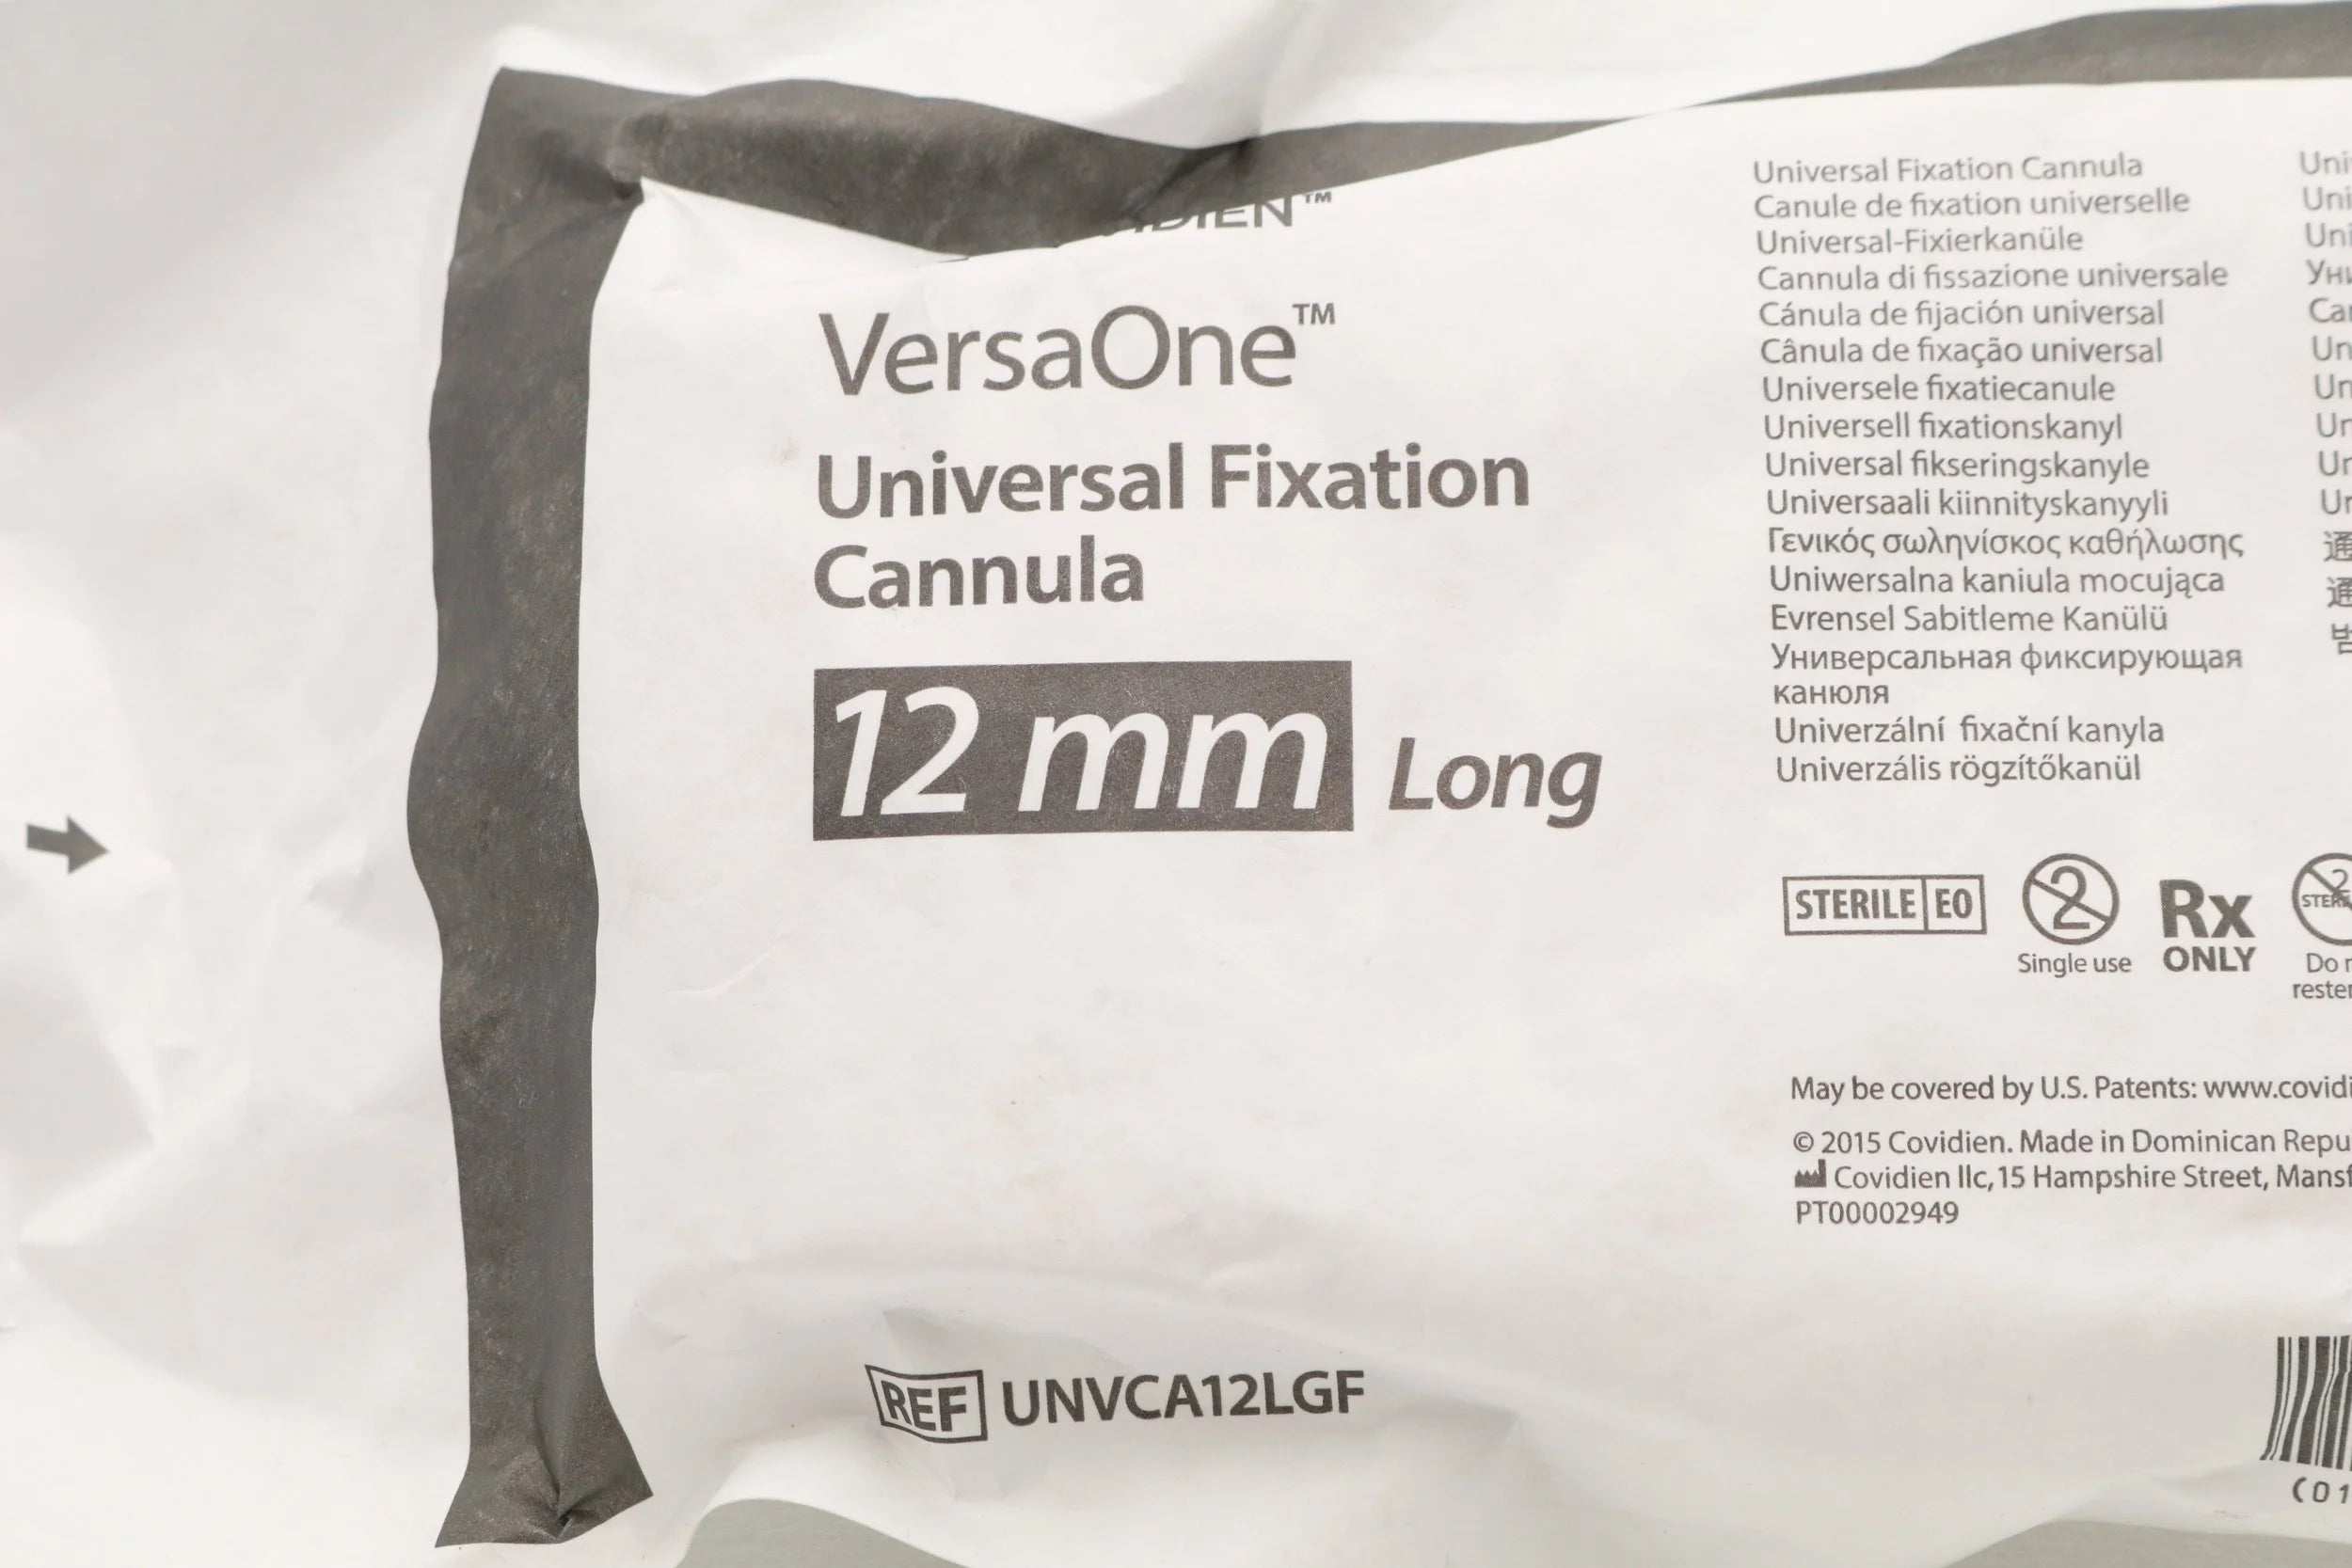 VersaOne™
Universal Fixation
Cannula
12 mm Long
REF UNVCA12LGF
Universal Fixation Cannula
Canule de fixation universelle
Universal-Fixierkanüle
Cannula di fissazione universale
Cánula de fijación universal
Cânula de fixação universal
Universele fixatiecanule
Universell fixationskanyl
Universal fikseringskanyle
Universaali kiinnityskanyyli
Γενικός σωληνίσκος καθήλωσης
Uniwersalna kaniula mocująca
Evrensel Sabitleme Kanülü
Универсальная фиксирующая
канюля
Univerzální fixační kanyla
Univerzális rögzítőkanül
STERILE EO
2
Single use
Rx
ONLY
May be covered by U.S. Patents:
© 2015 Covidien. Made in Dominican
Covidien llc, 15 Hampshire Street,
PT00002949